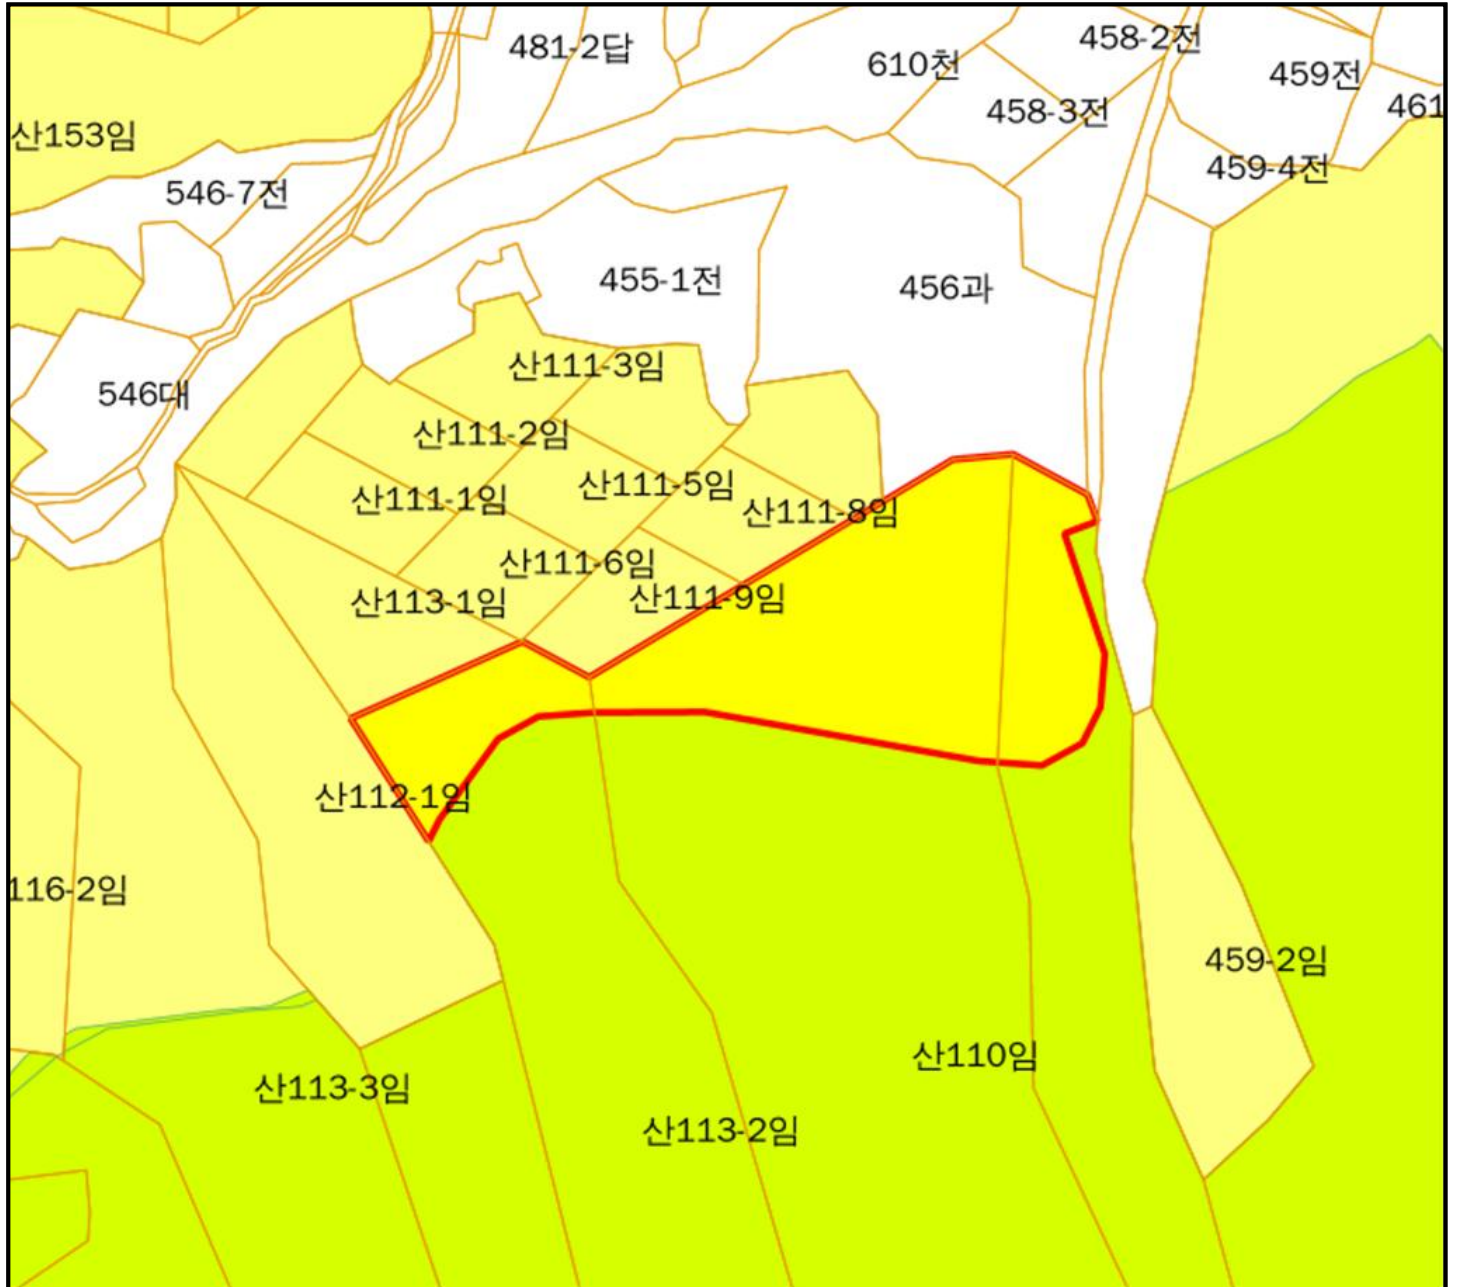 481-2답
458-2전
610천
459전
458-3전
461
산153임
459-4전
546-7전
455-1전
456과
산111-3임
546대
산111-2임
산111-5임
산111-1임
산111-8임
산111-6임
산111-9임
산113-1임
산112-1임
116-2임
459-2임
산110임
산113-3임
산113-2임